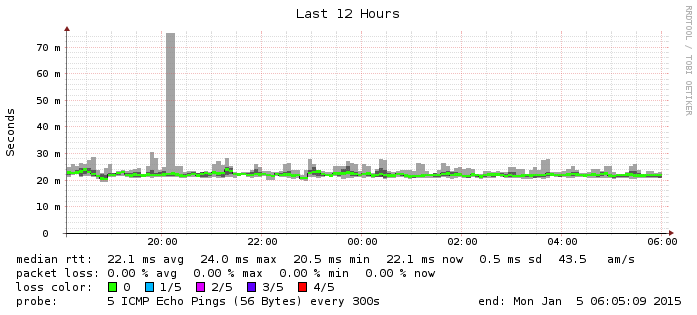 Last 12 Hours
RRDTOOL / TOBI OETIKER
Seconds
70 m
60 m
50 m
40 m
30 m
20 m
10 m
0
20:00 22:00 00:00 02:00 04:00 06:00
median rtt: 22.1 ms avg 24.0 ms max 20.5 ms min 22.1 ms now 0.5 ms sd 43.5 am/s
packet loss: 0.00 % avg 0.00 % max 0.00 % min 0.00 % now
loss color: 0 1/5 2/5 3/5 4/5
probe: 5 ICMP Echo Pings (56 Bytes) every 300s end: Mon Jan 5 06:05:09 2015